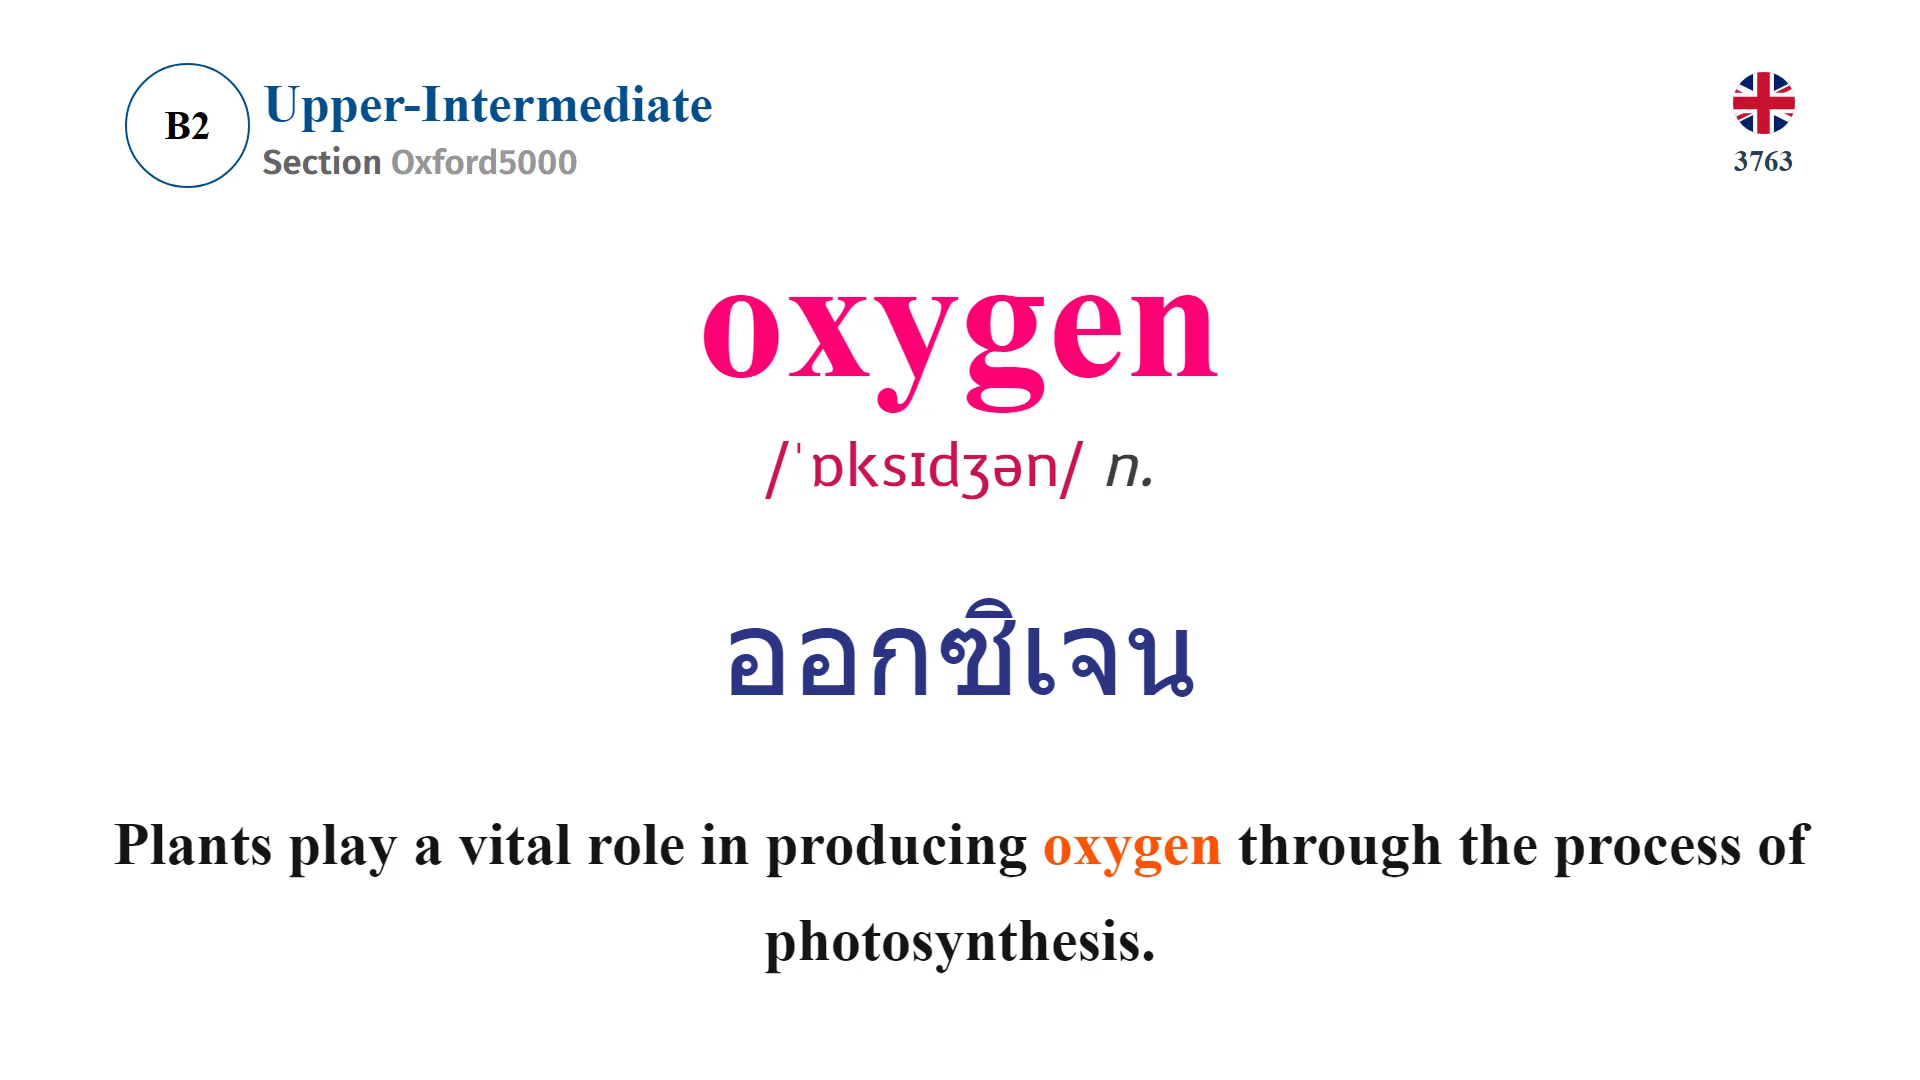 B2
Upper-Intermediate
Section Oxford5000
3763
oxygen
/ˈɒksɪdʒən/ n.
ออกซิเจน
Plants play a vital role in producing oxygen through the process of
photosynthesis.